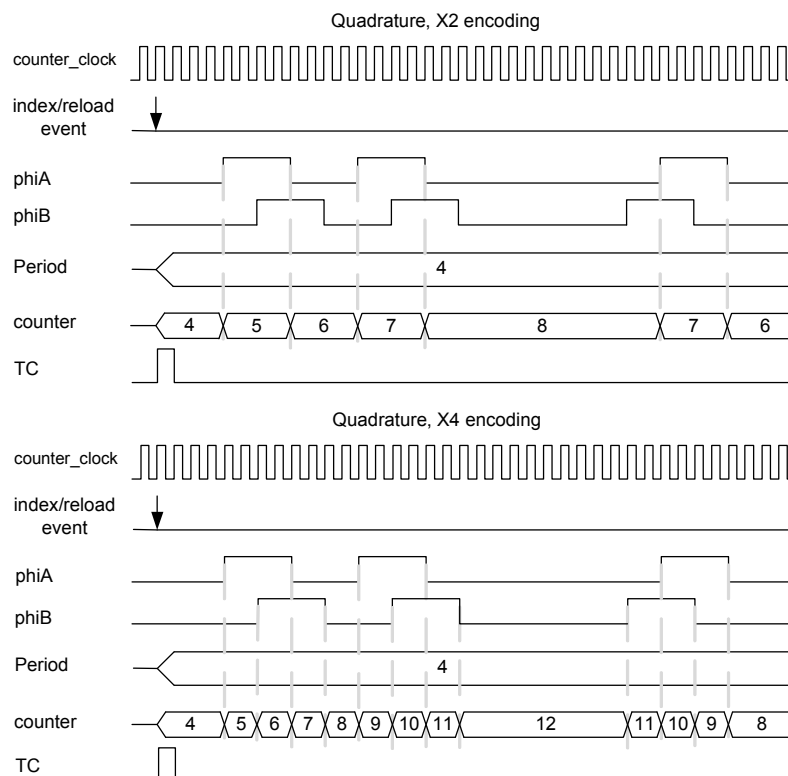 Quadrature, X2 encoding
counter_clock
index/reload
event
phiA
phiB
Period 4
counter 4 5 6 7 8 7 6
TC
Quadrature, X4 encoding
counter_clock
index/reload
event
phiA
phiB
Period 4
counter 4 5 6 7 8 9 10 11 12 11 10 9 8
TC